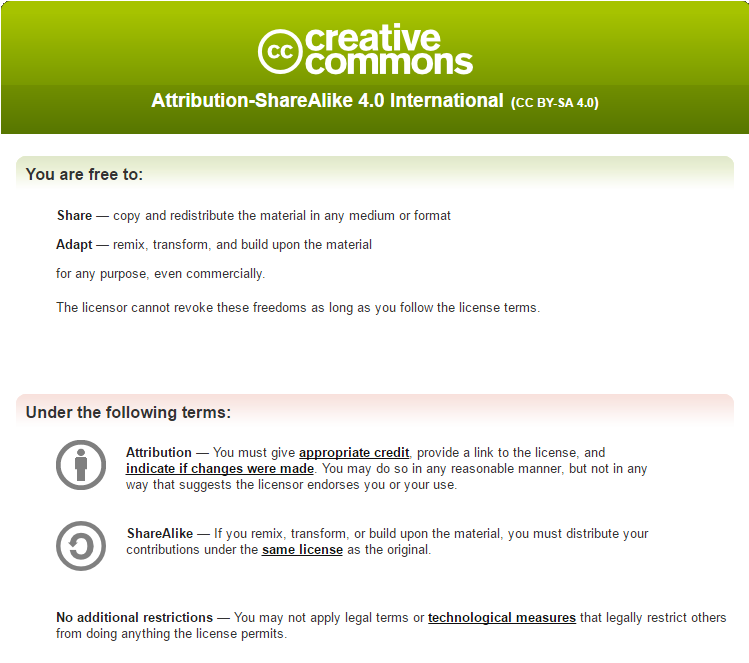 cc creative
commons
Attribution-ShareAlike 4.0 International (CC BY-SA 4.0)
You are free to:
Share — copy and redistribute the material in any medium or format
Adapt — remix, transform, and build upon the material
for any purpose, even commercially.
The licensor cannot revoke these freedoms as long as you follow the license terms.
Under the following terms:
Attribution — You must give appropriate credit, provide a link to the license, and
indicate if changes were made. You may do so in any reasonable manner, but not in any
way that suggests the licensor endorses you or your use.
ShareAlike — If you remix, transform, or build upon the material, you must distribute your
contributions under the same license as the original.
No additional restrictions — You may not apply legal terms or technological measures that legally restrict others
from doing anything the license permits.